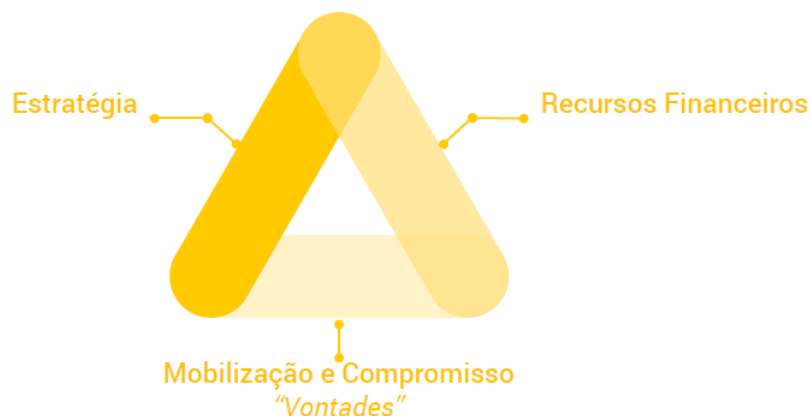 Estratégia
Recursos Financeiros
Mobilização e Compromisso
“Vontades”